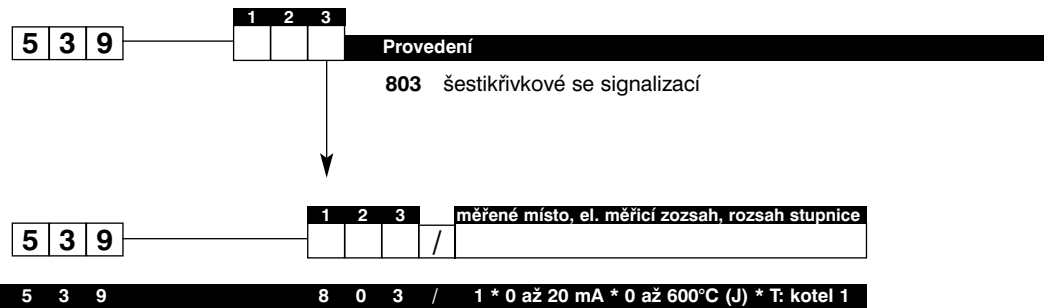 1 2 3
5 3 9
Provedení
803 šestikřivkové se signalizací
1 2 3 měřené místo, el. měřicí zozsah, rozsah stupnice
5 3 9 /
5 3 9 8 0 3 / 1 * 0 až 20 mA * 0 až 600°C (J) * T: kotel 1